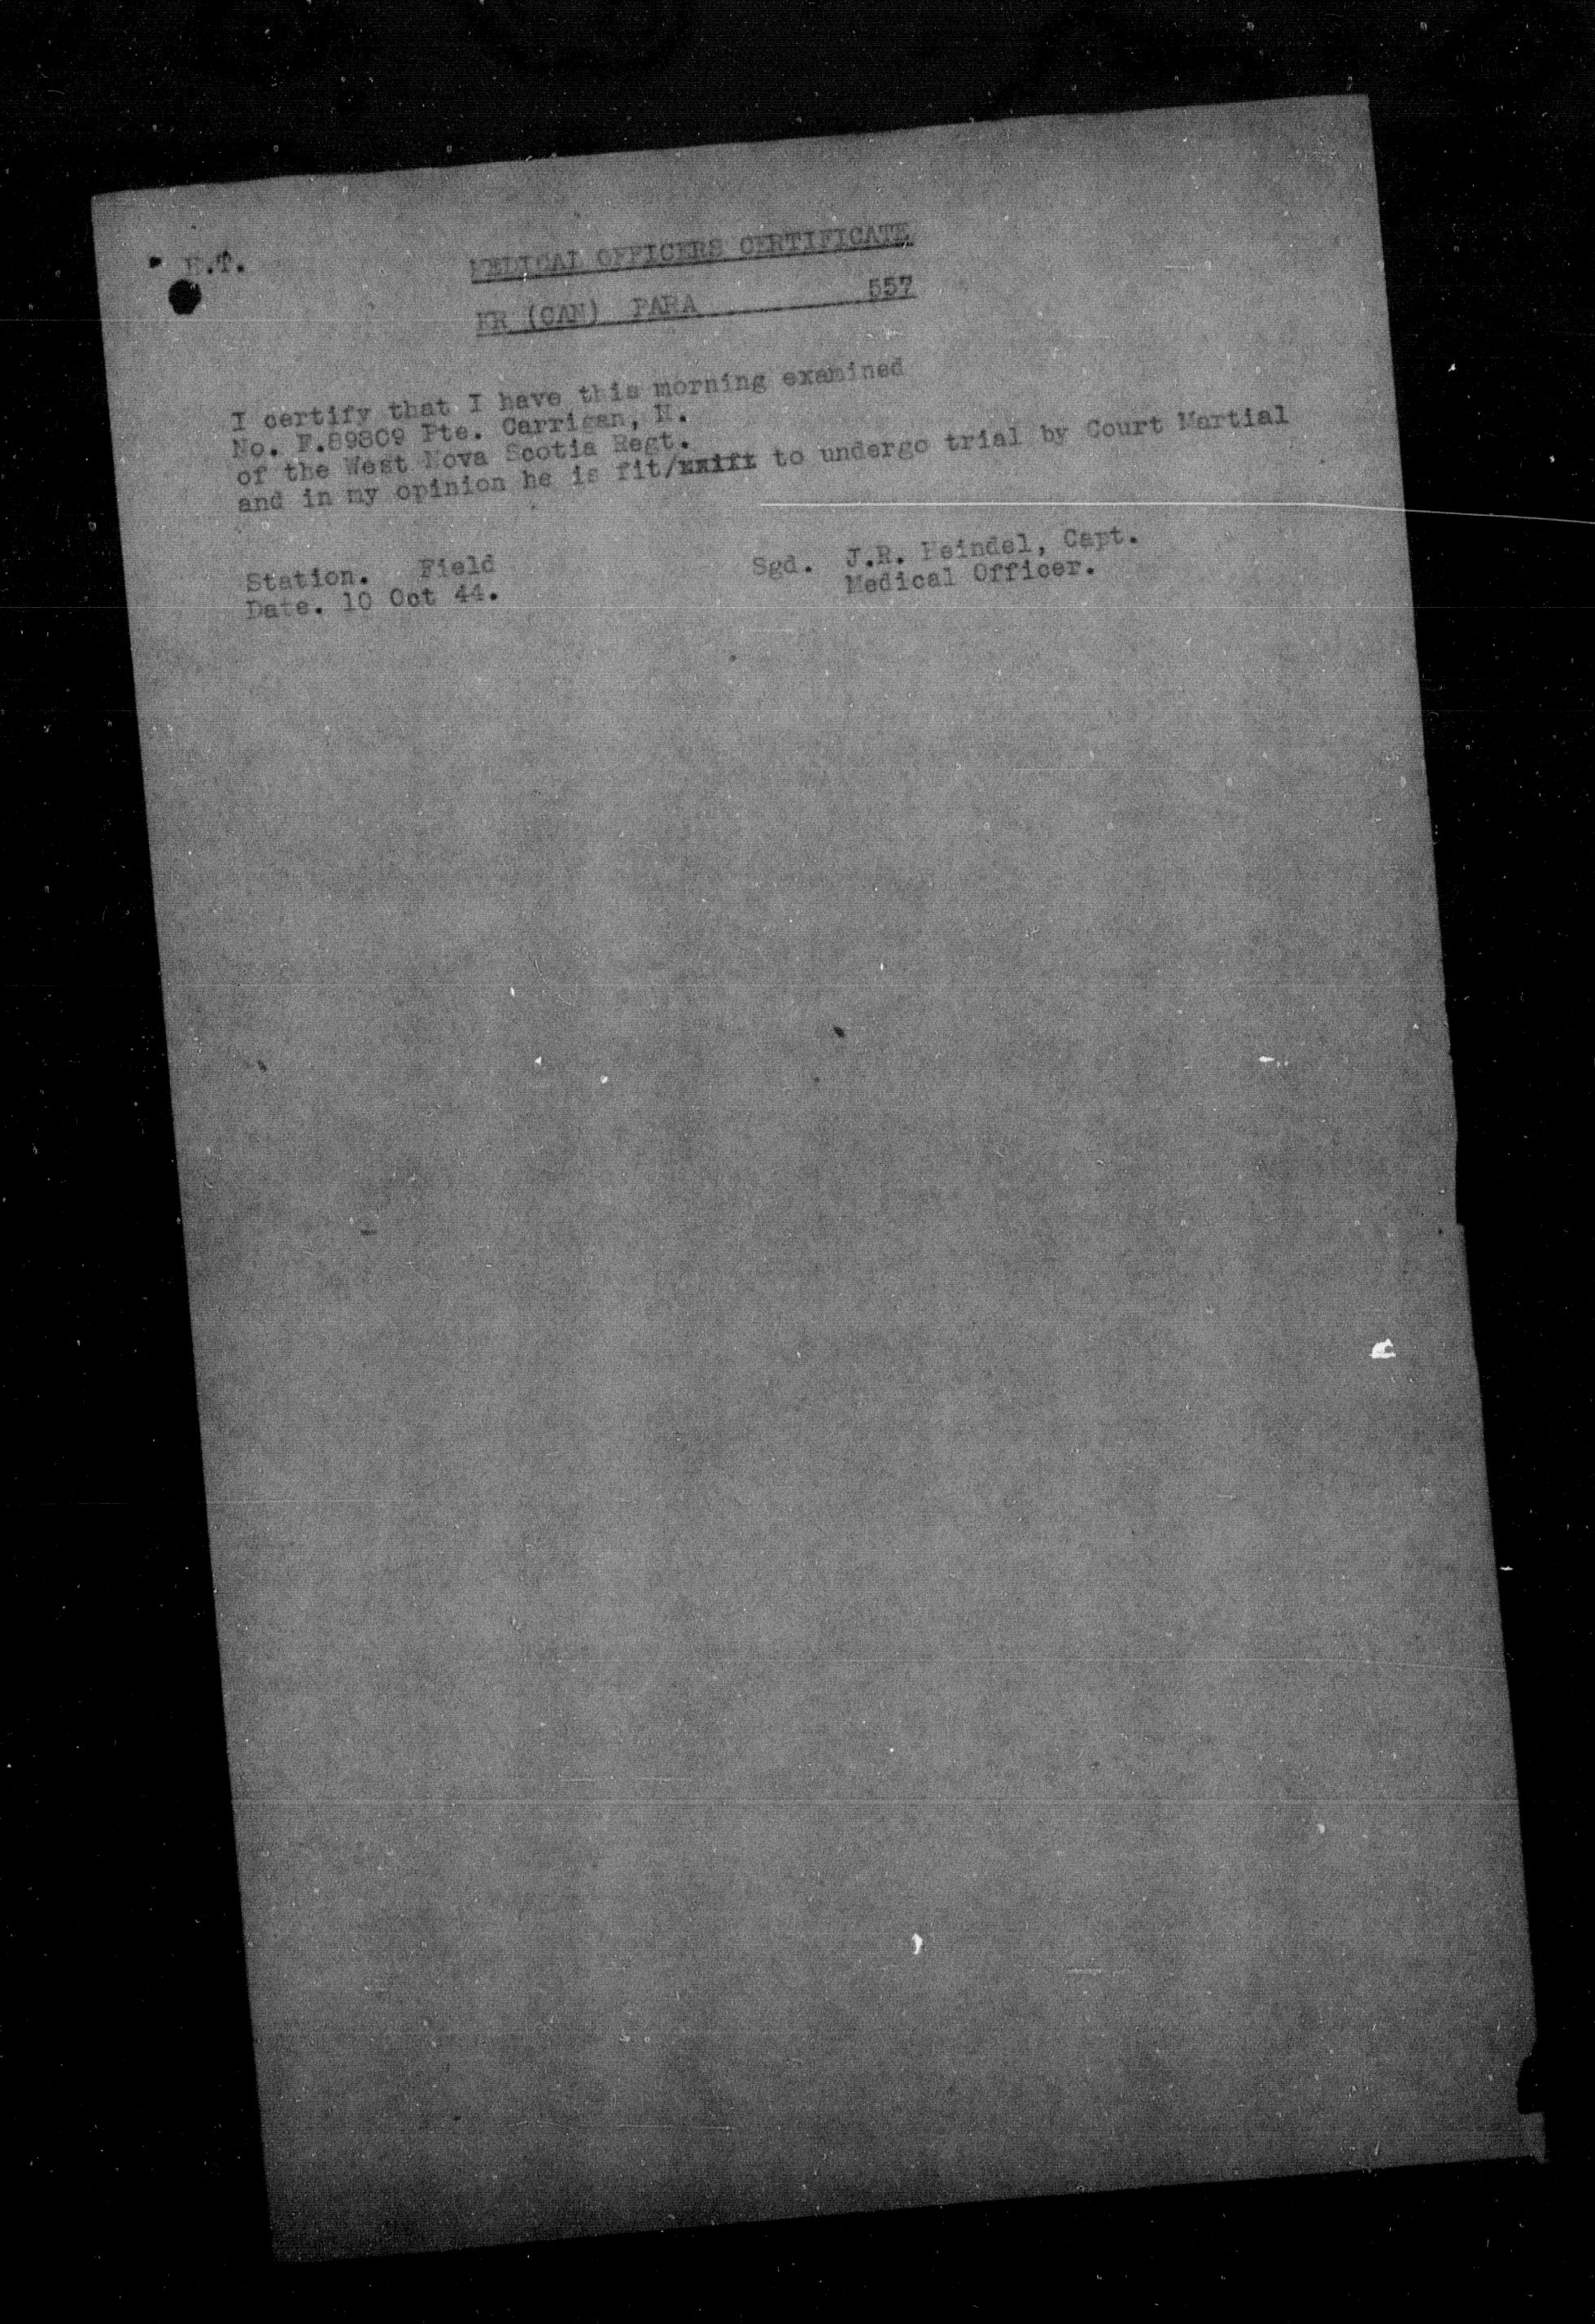 E.T.
MEDICAL OFFICERS CERTIFICATE
KR (CAN) PARA 557
I certify that I have this morning examined
No. F.89809 Pte. Carrigan, H.
of the West Nova Scotia Regt.
and in my opinion he is fit/ to undergo trial by Court Martial
Station. Field
Date. 10 Oct 44.
Sgd. J.R. Heindel, Capt.
Medical Officer.